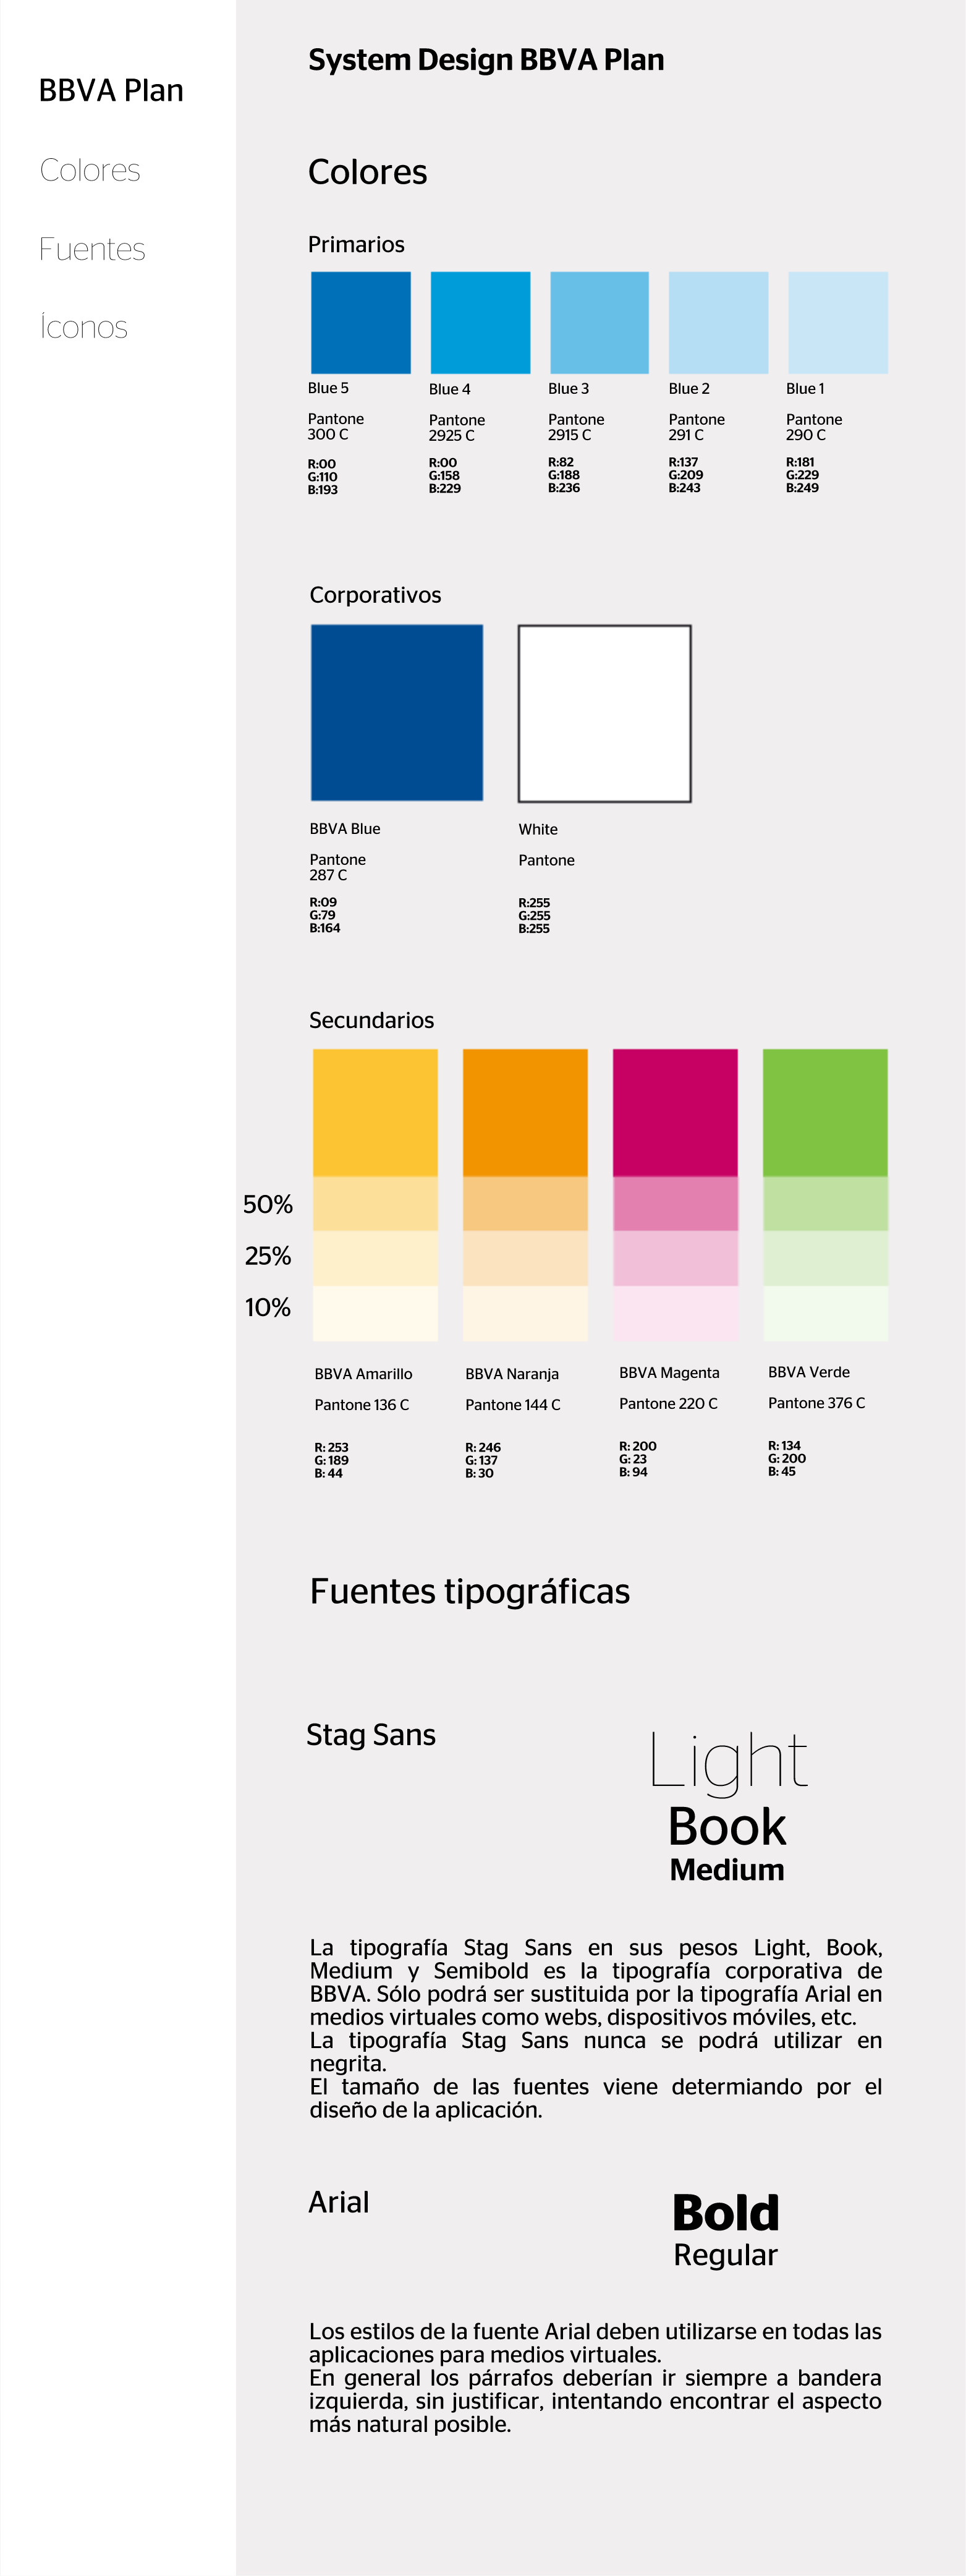 BBVA Plan
Colores
Fuentes
Íconos
System Design BBVA Plan
Colores
Primarios
Blue 5
Pantone
300 C
R:00
G:110
B:193
Blue 4
Pantone
2925 C
R:00
G:158
B:229
Blue 3
Pantone
2915 C
R:82
G:188
B:236
Blue 2
Pantone
291 C
R:137
G:209
B:243
Blue 1
Pantone
290 C
R:181
G:229
B:249
Corporativos
BBVA Blue
Pantone
287 C
R:09
G:79
B:164
White
Pantone
R:255
G:255
B:255
Secundarios
50%
25%
10%
BBVA Amarillo
Pantone 136 C
R: 253
G: 189
B: 44
BBVA Naranja
Pantone 144 C
R: 246
G: 137
B: 30
BBVA Magenta
Pantone 220 C
R: 200
G: 23
B: 94
BBVA Verde
Pantone 376 C
R: 134
G: 200
B: 45
Fuentes tipográficas
Stag Sans
Light
Book
Medium
La tipografía Stag Sans en sus pesos Light, Book,
Medium y Semibold es la tipografía corporativa de
BBVA. Sólo podrá ser sustituida por la tipografía Arial en
medios virtuales como webs, dispositivos móviles, etc.
La tipografía Stag Sans nunca se podrá utilizar en
negrita.
El tamaño de las fuentes viene determiando por el
diseño de la aplicación.
Arial
Bold
Regular
Los estilos de la fuente Arial deben utilizarse en todas las
aplicaciones para medios virtuales.
En general los párrafos deberían ir siempre a bandera
izquierda, sin justificar, intentando encontrar el aspecto
más natural posible.